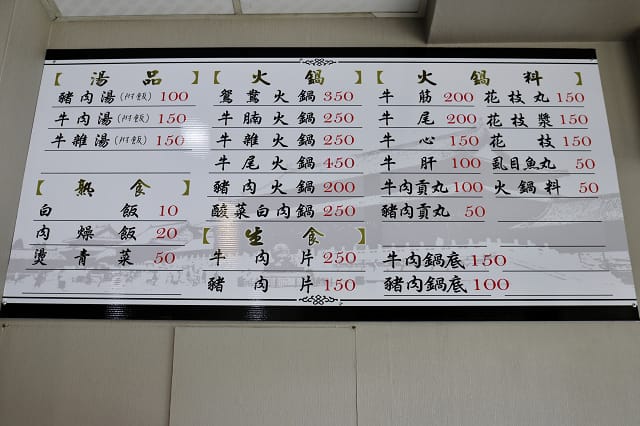 【湯品】
豬肉湯(附飯) 100
牛肉湯(附飯) 150
牛雜湯(附飯) 150
【熟食】
白飯 10
肉燥飯 20
燙青菜 50
【火鍋】
鴛鴦火鍋 350
牛腩火鍋 250
牛雜火鍋 250
牛尾火鍋 450
豬肉火鍋 200
酸菜白肉鍋 250
【生食】
牛肉片 250
豬肉片 150
【火鍋料】
牛筋 200 花枝丸 150
牛尾 200 花枝漿 150
牛心 150 花枝 150
牛肝 100 虱目魚丸 50
牛肉貢丸 100 火鍋料 50
豬肉貢丸 50
牛肉鍋底 150
豬肉鍋底 100